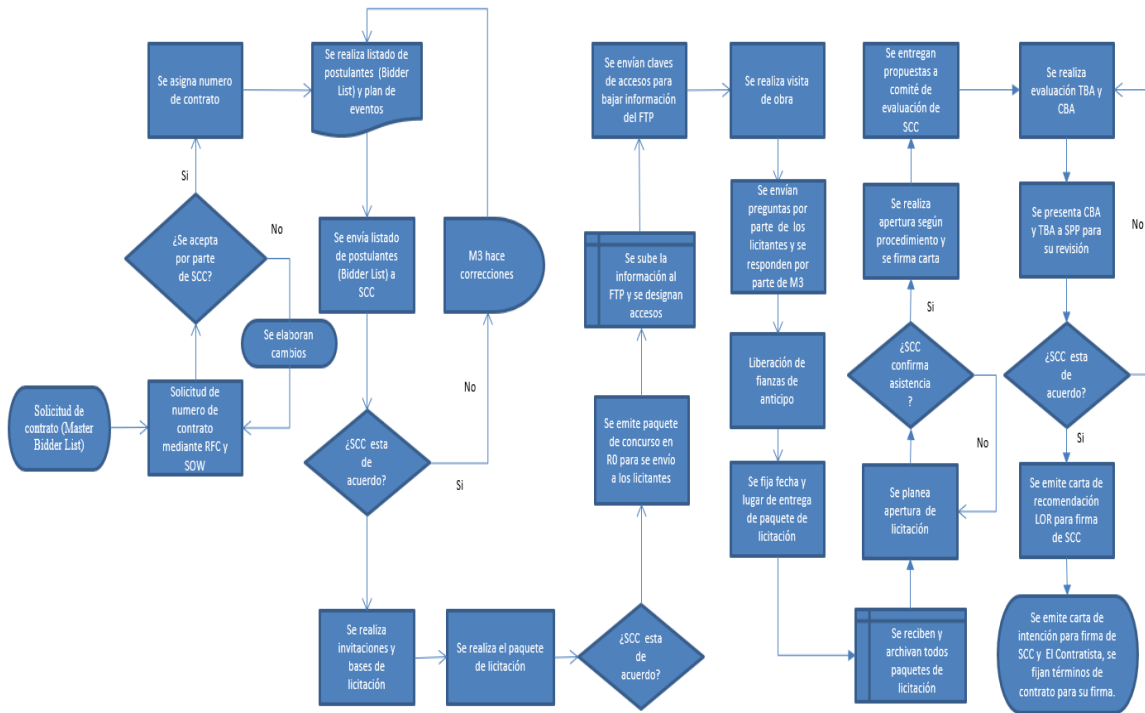 Solicitud de
contrato (Master
Bidder List)
Solicitud de
numero de
contrato
mediante RFC y
SOW
¿Se acepta
por parte
de SCC?
No
Se elaboran
cambios
Si
Se asigna numero
de contrato
Se realiza listado de
postulantes (Bidder
List) y plan de
eventos
Se envía listado
de postulantes
(Bidder List) a
SCC
¿SCC esta
de
acuerdo?
Si
No
M3 hace
correcciones
Se realiza
invitaciones y
bases de
licitación
Se realiza el paquete
de licitación
¿SCC esta
de
acuerdo?
Se emite paquete
de concurso en
R0 para se envío
a los licitantes
Se sube la
información al
FTP y se designan
accesos
Se envían claves
de accesos para
bajar información
del FTP
Se realiza visita
de obra
Se envían
preguntas por
parte de los
licitantes y se
responden por
parte de M3
Liberación de
fianzas de
anticipo
Se fija fecha y
lugar de entrega
de paquete de
licitación
Se reciben y
archivan todos
paquetes de
licitación
Se planea
apertura de
licitación
¿SCC
confirma
asistencia
?
No
Si
Se realiza
apertura según
procedimiento y
se firma carta
Se entregan
propuestas a
comité de
evaluación de
SCC
Se realiza
evaluación TBA y
CBA
Se presenta CBA
y TBA a SPP para
su revisión
No
¿SCC esta
de
acuerdo?
Si
Se emite carta de
recomendación
LOR para firma
de SCC
Se emite carta de
intención para firma de
SCC y El Contratista, se
fijan términos de
contrato para su firma.